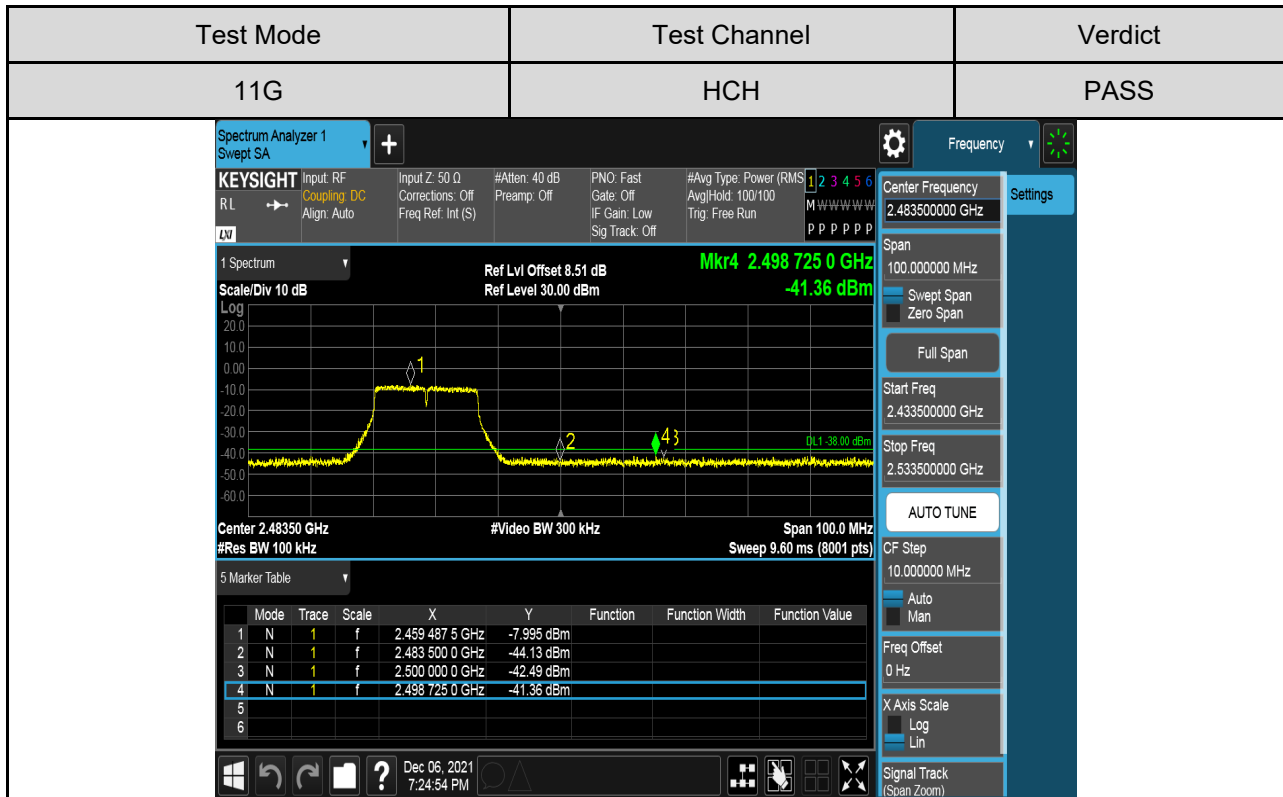 Test Mode Test Channel Verdict
11G HCH PASS
Spectrum Analyzer 1
Swept SA
+
Frequency
KEYSIGHT Input: RF Input Z: 50 Ω #Atten: 40 dB PNO: Fast #Avg Type: Power (RMS 1 2 3 4 5 6
RL Coupling: DC Corrections: Off Preamp: Off Gate: Off Avg|Hold: 100/100 M W W W W W
Align: Auto Freq Ref: Int (S) IF Gain: Low Trig: Free Run
LXI Sig Track: Off P P P P P P
1 Spectrum Ref Lvl Offset 8.51 dB Mkr4 2.498 725 0 GHz
Scale/Div 10 dB Ref Level 30.00 dBm -41.36 dBm
Log
20.0
10.0
0.00
-10.0
-20.0
-30.0
-40.0
-50.0
-60.0
1
2
4 3
DL1 -38.00 dBm
Center 2.48350 GHz #Video BW 300 kHz Span 100.0 MHz
#Res BW 100 kHz Sweep 9.60 ms (8001 pts)
5 Marker Table
Mode Trace Scale X Y Function Function Width Function Value
1 N 1 f 2.459 487 5 GHz -7.995 dBm
2 N 1 f 2.483 500 0 GHz -44.13 dBm
3 N 1 f 2.500 000 0 GHz -42.49 dBm
4 N 1 f 2.498 725 0 GHz -41.36 dBm
5
6
? Dec 06, 2021
7:24:54 PM
Center Frequency
2.483500000 GHz
Settings
Span
100.000000 MHz
Swept Span
Zero Span
Full Span
Start Freq
2.433500000 GHz
Stop Freq
2.533500000 GHz
AUTO TUNE
CF Step
10.000000 MHz
Auto
Man
Freq Offset
0 Hz
X Axis Scale
Log
Lin
Signal Track
(Span Zoom)